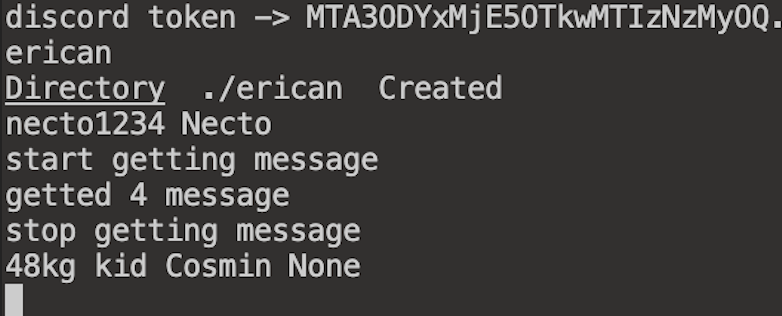 discord token -> MTA3ODYxMjE5OTkwMTIzNzMyOQ.
erican
Directory ./erican Created
necto1234 Necto
start getting message
getted 4 message
stop getting message
48kg kid Cosmin None